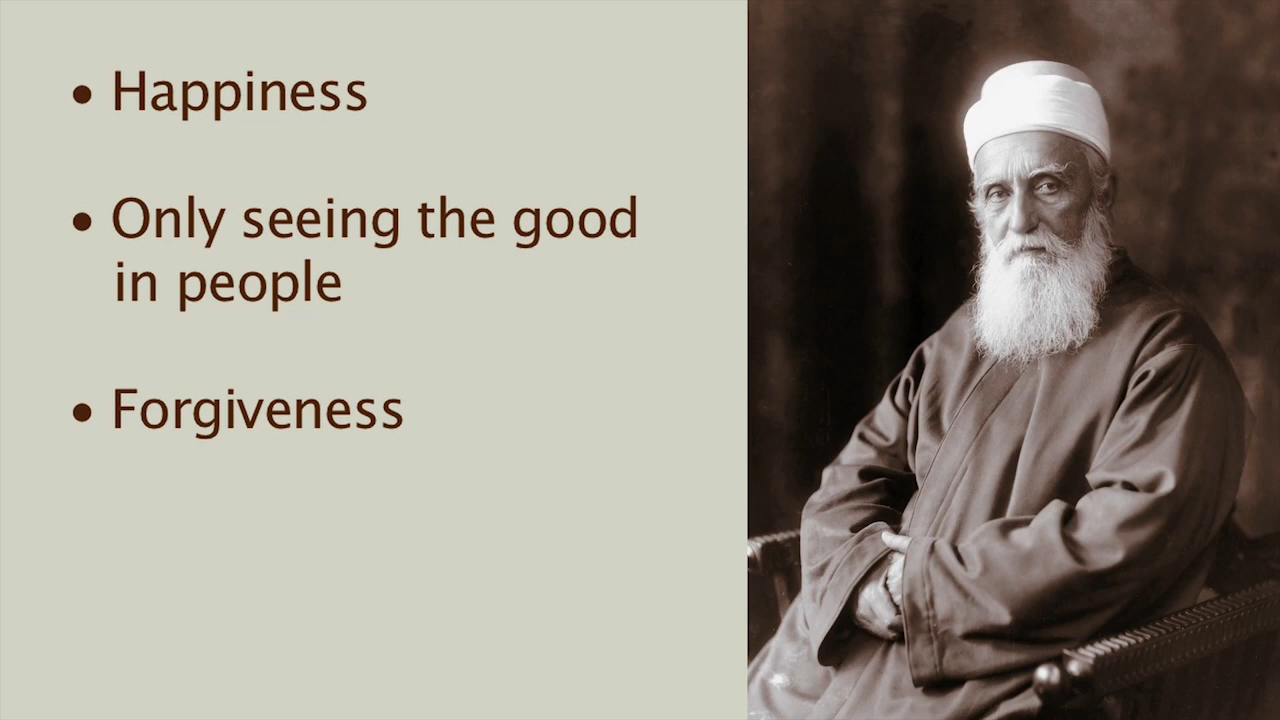 • Happiness
• Only seeing the good
in people
• Forgiveness